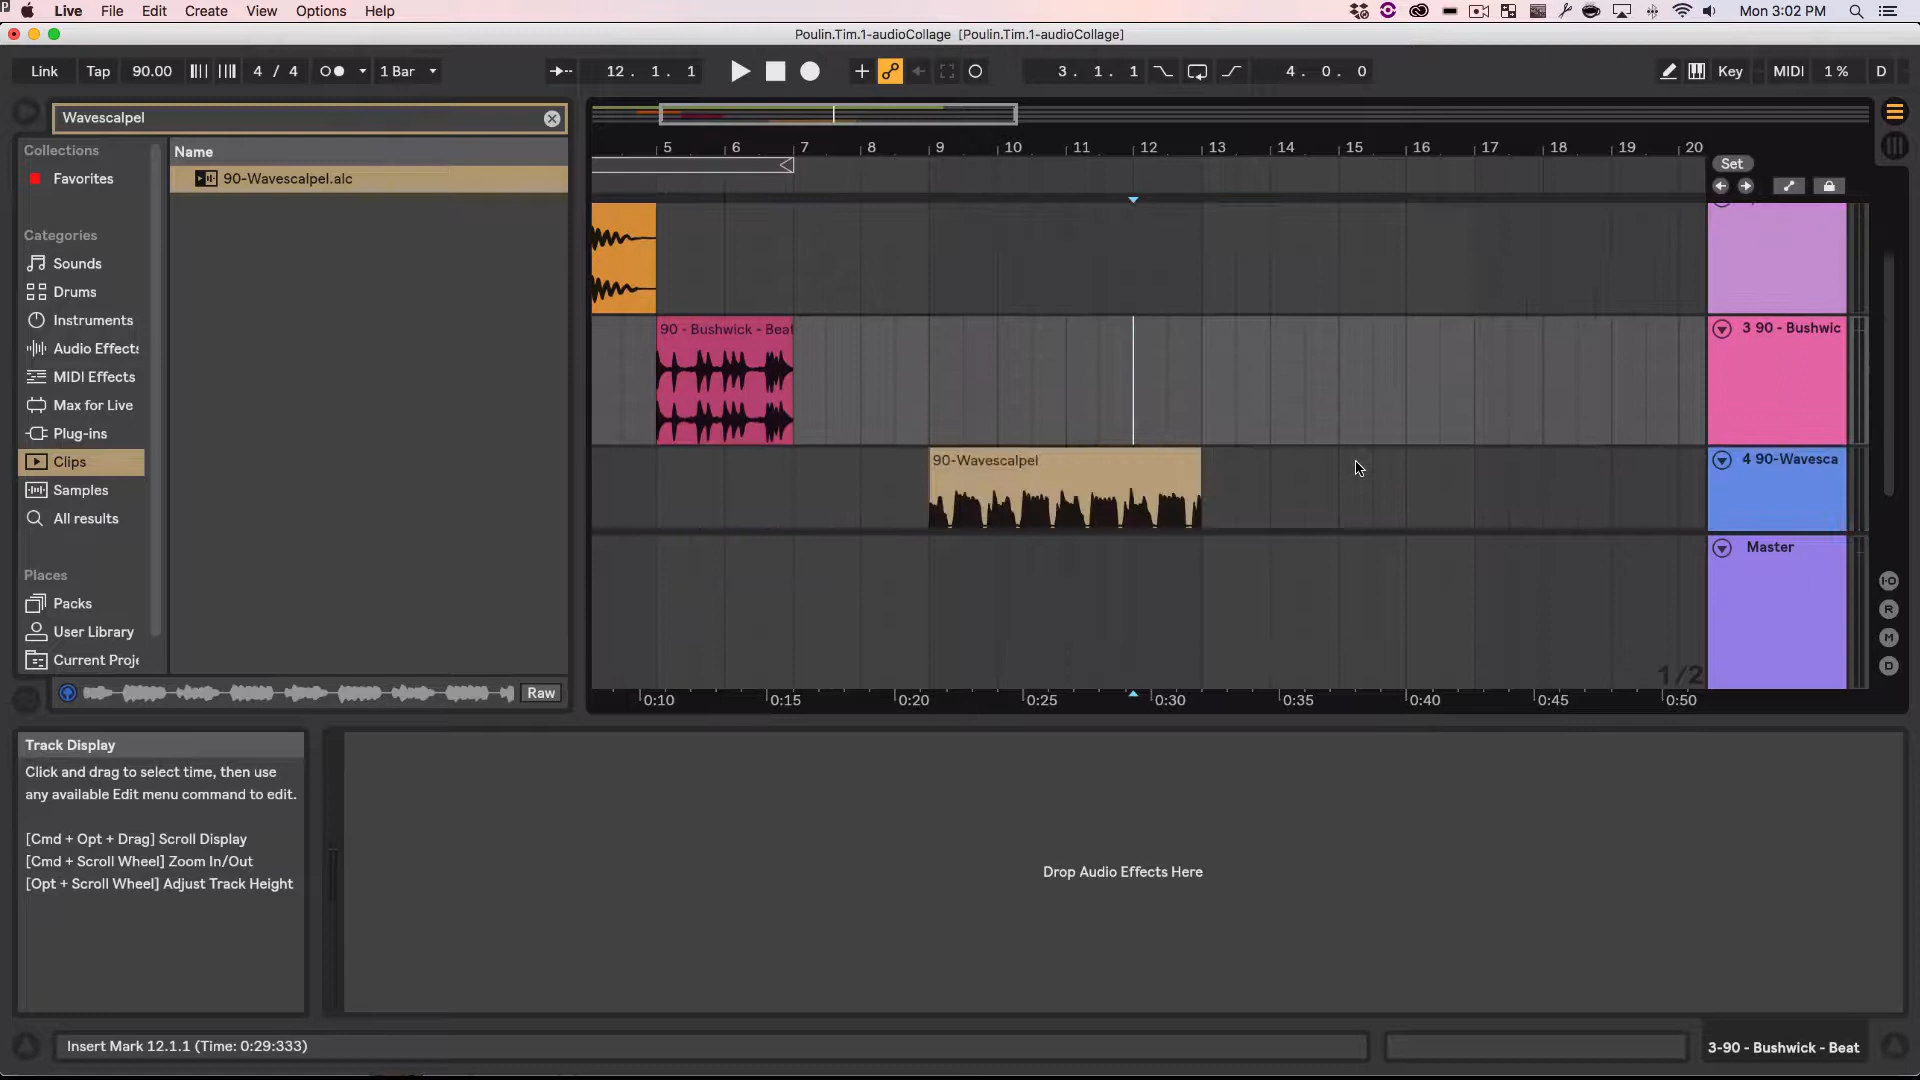 Live File Edit Create View Options Help
Mon 3:02 PM
Poulin.Tim.1-audioCollage [Poulin.Tim.1-audioCollage]
Link Tap 90.00 4 / 4 1 Bar 12. 1. 1 3. 1. 1 4. 0. 0 Key MIDI 1 % D
Wavescalpel
Collections
Favorites
Categories
Sounds
Drums
Instruments
Audio Effects
MIDI Effects
Max for Live
Plug-ins
Clips
Samples
All results
Places
Packs
User Library
Current Proje
Name
90-Wavescalpel.alc
Raw
5 6 7 8 9 10 11 12 13 14 15 16 17 18 19 20
Set
90 - Bushwick - Beat
3 90 - Bushwic
90-Wavescalpel
4 90-Wavesca
Master
1/2
0:10 0:15 0:20 0:25 0:30 0:35 0:40 0:45 0:50
I·O
R
M
D
Track Display
Click and drag to select time, then use
any available Edit menu command to edit.
[Cmd + Opt + Drag] Scroll Display
[Cmd + Scroll Wheel] Zoom In/Out
[Opt + Scroll Wheel] Adjust Track Height
Drop Audio Effects Here
Insert Mark 12.1.1 (Time: 0:29:333)
3-90 - Bushwick - Beat